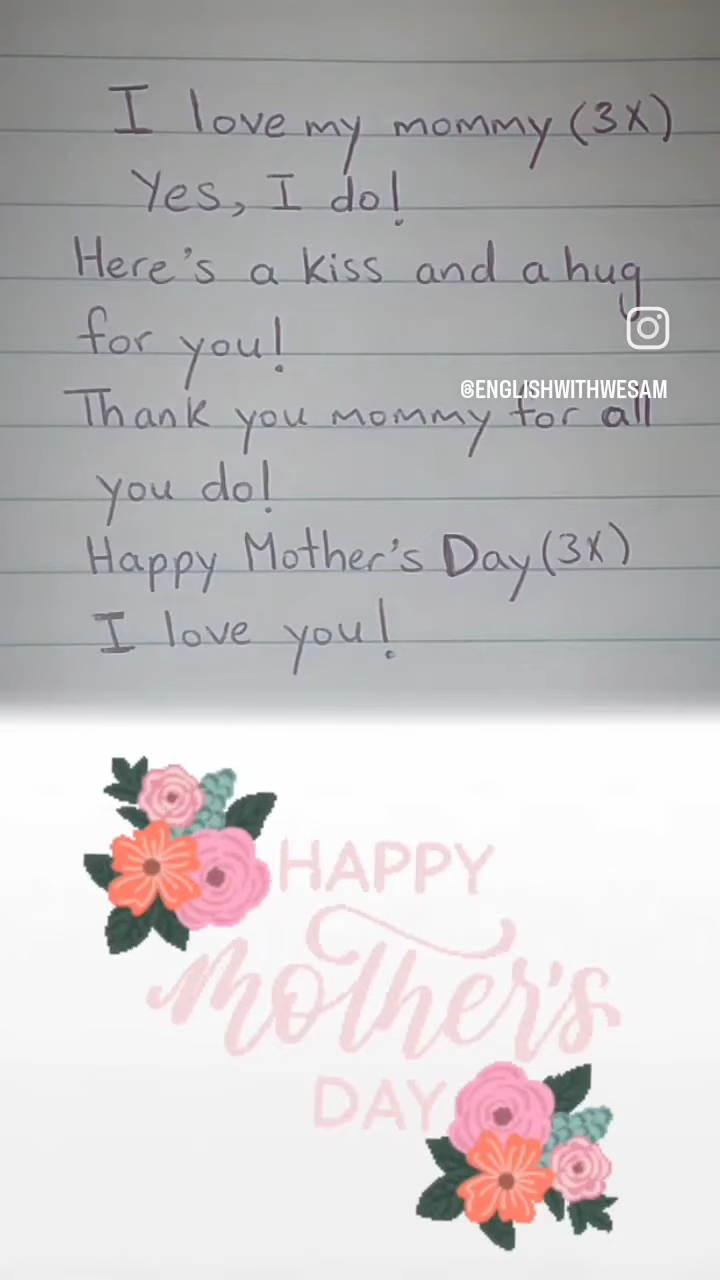 I love my mommy (3X)
Yes, I do!
Here's a kiss and a hug
for you!
@ENGLISHWITHWESAM
Thank you mommy for all
you do!
Happy Mother's Day (3X)
I love you!
HAPPY
mother's
DAY